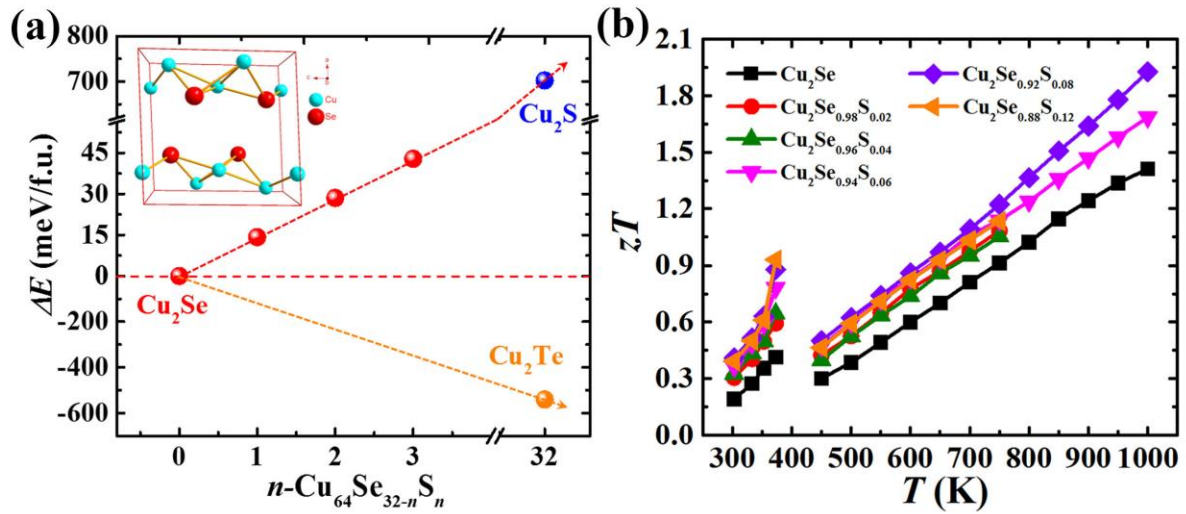 (a)
800
700
600
45
30
15
0
-200
-400
-600
ΔE (meV/f.u.)
Cu
Se
Cu₂S
Cu₂Se
Cu₂Te
0 1 2 3 32
n-Cu₆₄Se₃₂₋ₙSₙ
(b)
2.1
1.8
1.5
1.2
0.9
0.6
0.3
0.0
zT
Cu₂Se
Cu₂Se₀.₉₈S₀.₀₂
Cu₂Se₀.₉₆S₀.₀₄
Cu₂Se₀.₉₄S₀.₀₆
Cu₂Se₀.₉₂S₀.₀₈
Cu₂Se₀.₈₈S₀.₁₂
300 400 500 600 700 800 900 1000
T (K)